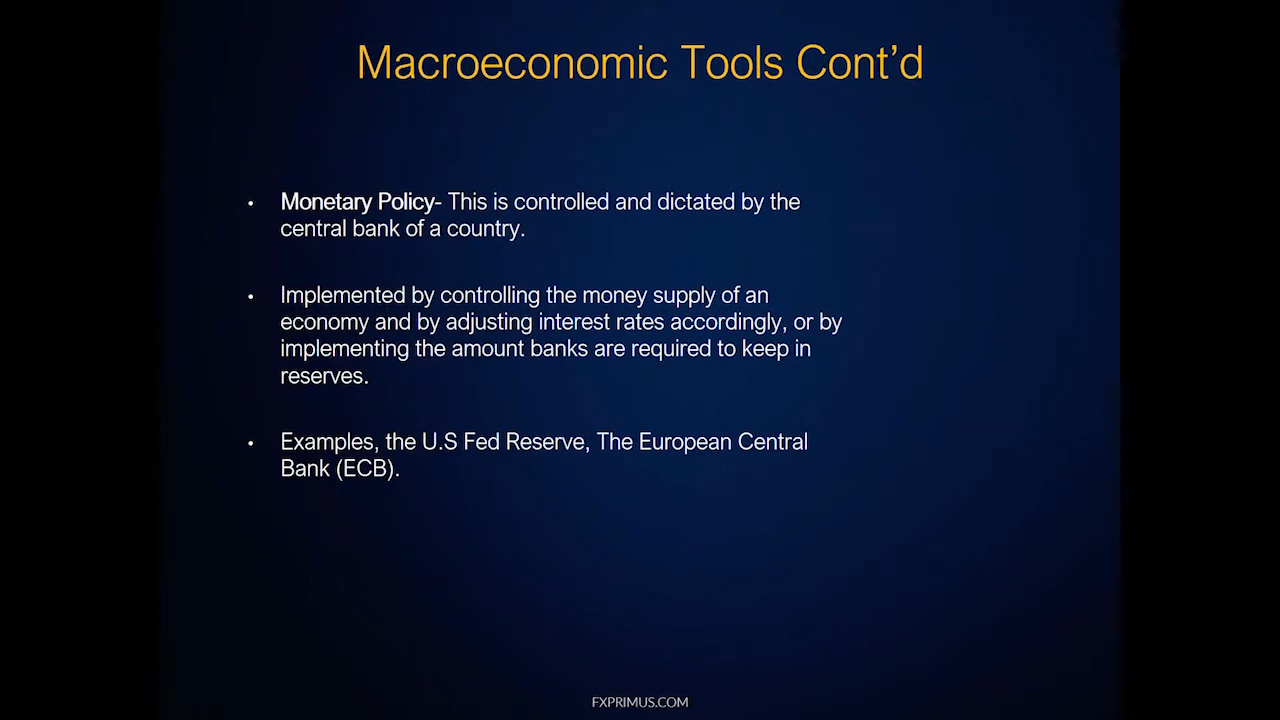 Macroeconomic Tools Cont’d
• Monetary Policy- This is controlled and dictated by the
central bank of a country.
• Implemented by controlling the money supply of an
economy and by adjusting interest rates accordingly, or by
implementing the amount banks are required to keep in
reserves.
• Examples, the U.S Fed Reserve, The European Central
Bank (ECB).
FXPRIMUS.COM